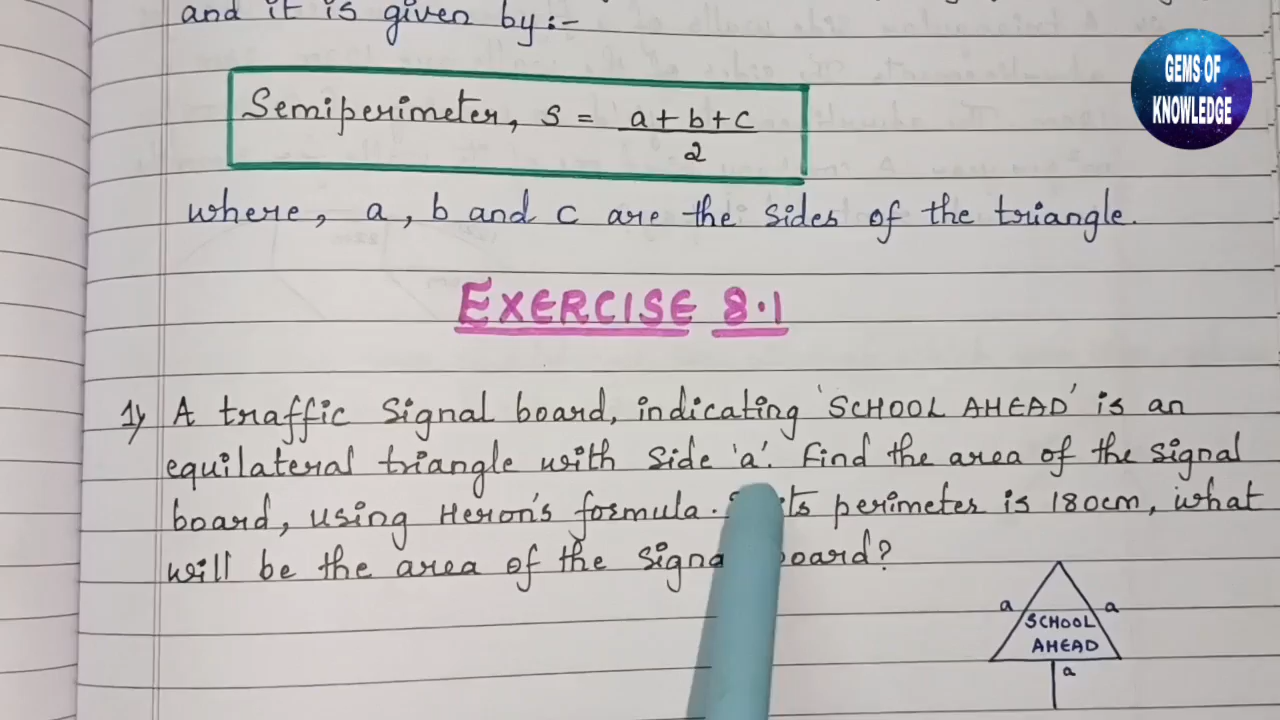 and it is given by:-
GEMS OF
KNOWLEDGE
Semiperimeter, S = a+b+c
2
where, a, b and c are the sides of the triangle.
EXERCISE 8.1
1) A traffic signal board, indicating 'SCHOOL AHEAD' is an
equilateral triangle with side 'a'. Find the area of the signal
board, using Heron's formula. its perimeter is 180cm, what
will be the area of the board?
a a
SCHOOL
AHEAD
a